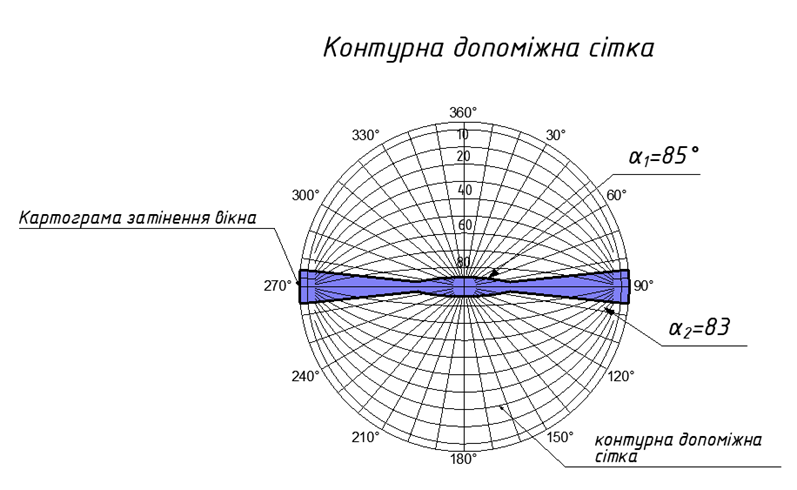 Контурна допоміжна сітка
360°
330°
10
30°
20
α₁=85°
300°
40
60°
Картограма затінення вікна
60
80
270°
90°
α₂=83
240°
120°
210°
150°
контурна допоміжна
сітка
180°